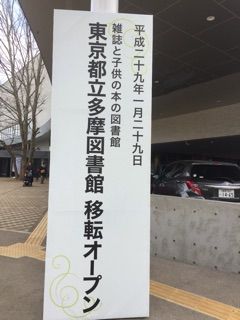 平成二十九年一月二十九日
雑誌と子供の本の図書館
東京都立多摩図書館 移転オープン